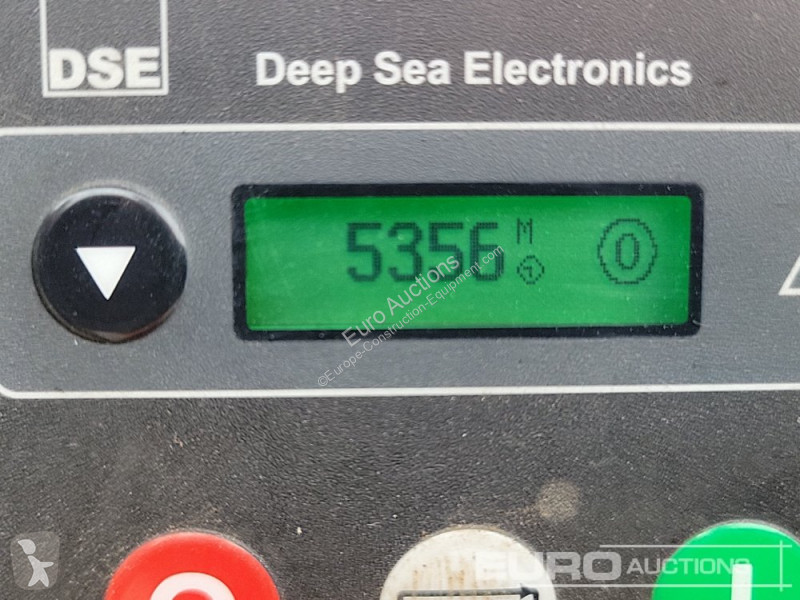 DSE
Deep Sea Electronics
5356 M
0
Euro Auctions
©Europe-Construction-Equipment.com
EURO AUCTIONS